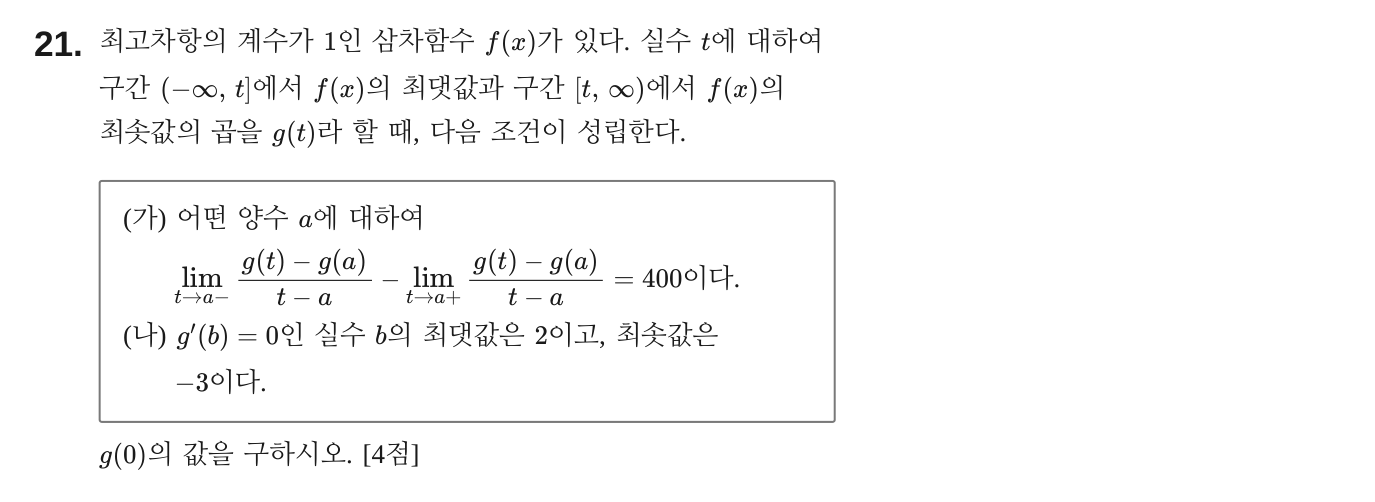 21. 최고차항의 계수가 1인 삼차함수 f(x)가 있다. 실수 t에 대하여
구간 (−∞, t]에서 f(x)의 최댓값과 구간 [t, ∞)에서 f(x)의
최솟값의 곱을 g(t)라 할 때, 다음 조건이 성립한다.
(가) 어떤 양수 a에 대하여
lim_{t→a−} (g(t) − g(a))/(t − a) − lim_{t→a+} (g(t) − g(a))/(t − a) = 400이다.
(나) g′(b) = 0인 실수 b의 최댓값은 2이고, 최솟값은
−3이다.
g(0)의 값을 구하시오. [4점]